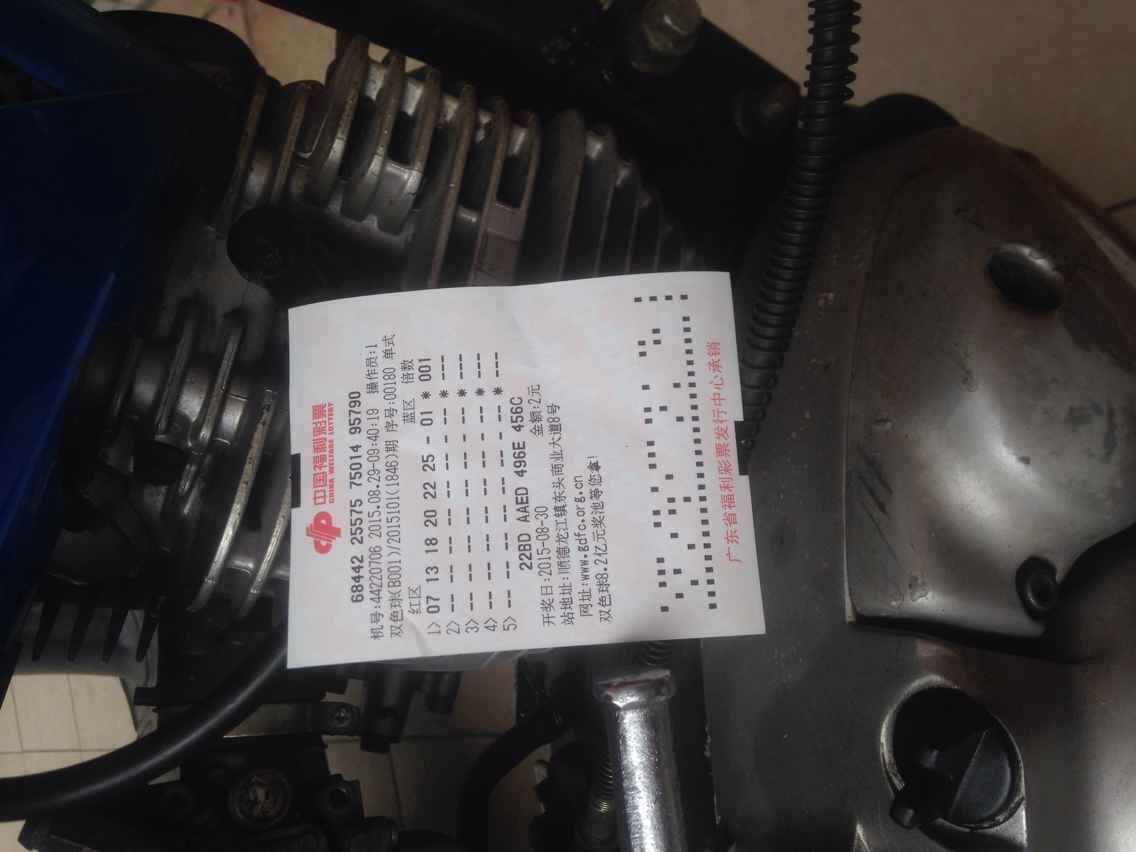 中国福利彩票
CHINA WELFARE LOTTERY
68442 25575 75014 95790
机号:44220706 2015.08.29-09:40:19 操作员:1
双色球(B001)/2015101(1846)期 序号:00180 单式
红区 蓝区 倍数
1> 07 13 18 20 22 25 - 01 * 001
2> -- -- -- -- -- -- - -- * ---
3> -- -- -- -- -- -- - -- * ---
4> -- -- -- -- -- -- - -- * ---
5> -- -- -- -- -- -- - -- * ---
22BD AAED 496E 456C
开奖日:2015-08-30 金额:2元
站地址:顺德龙江镇东头商业大道8号
网址:www.gdfc.org.cn
双色球8.2亿元奖池等您拿!
广东省福利彩票发行中心承销